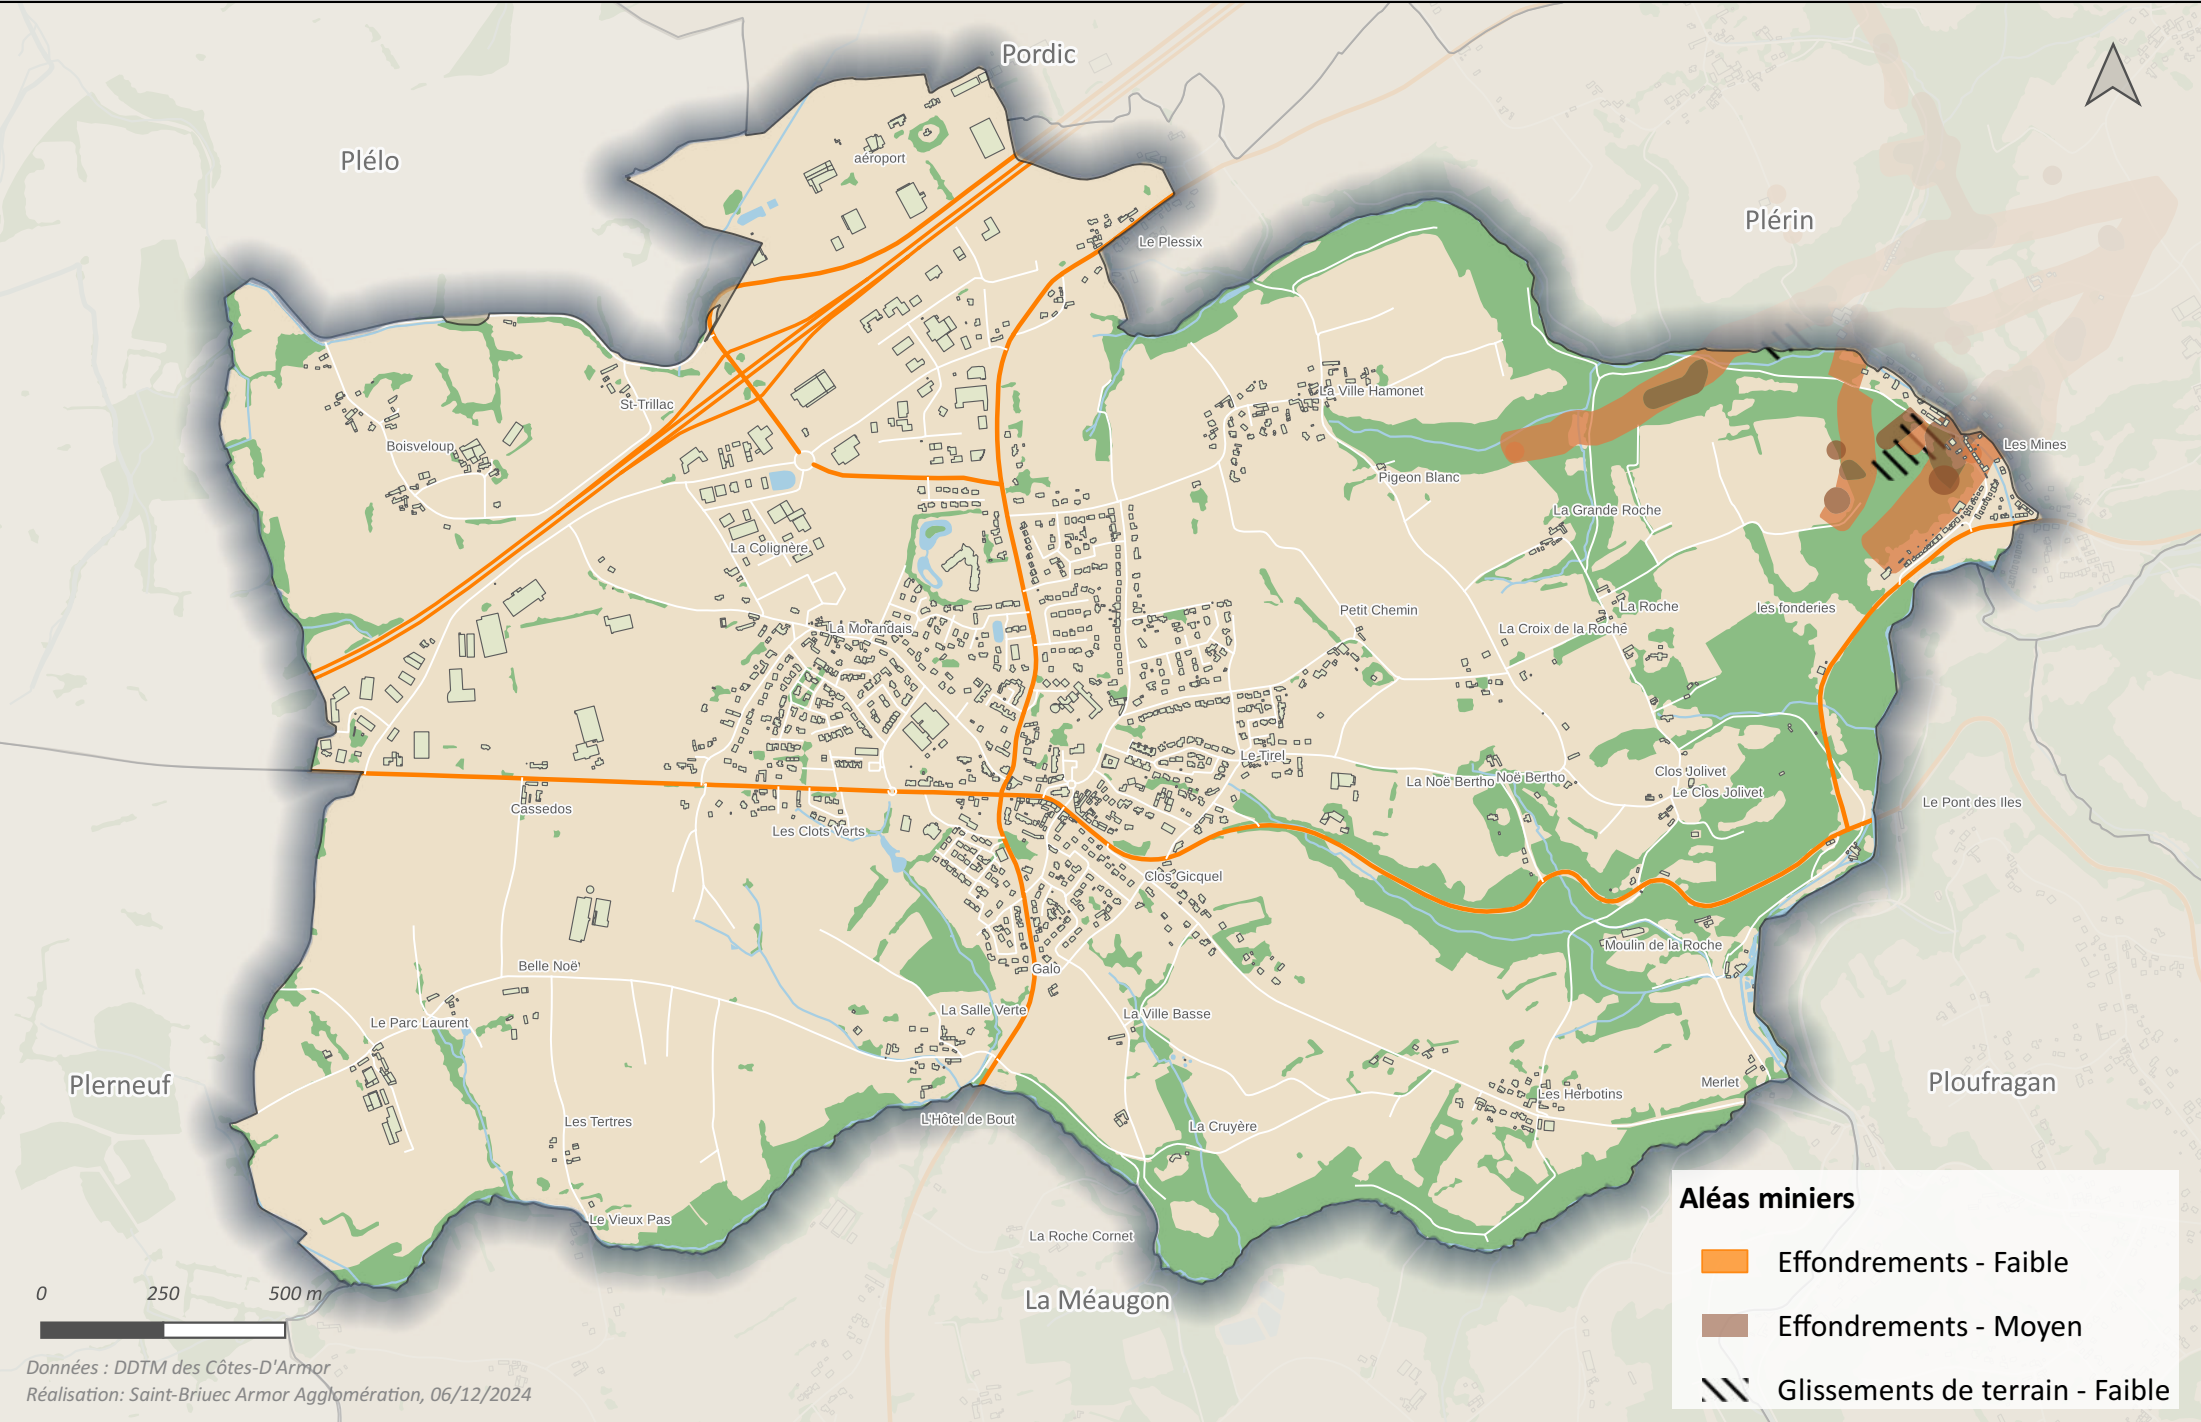 Pordic
Plélo
aéroport
Plérin
Le Plessix
La Ville Hamonet
St-Trillac
Boisveloup
Les Mines
Pigeon Blanc
La Grande Roche
La Colignère
Petit Chemin
La Roche
les fonderies
La Morandais
La Croix de la Roche
Le Tirel
La Noë Bertho
Noë Bertho
Clos Jolivet
Le Clos Jolivet
Le Pont des Iles
Cassedos
Les Clots Verts
Clos Gicquel
Moulin de la Roche
Belle Noë
Galo
La Salle Verte
La Ville Basse
Le Parc Laurent
Plerneuf
Merlet
Ploufragan
Les Herbotins
L'Hôtel de Bout
Les Tertres
La Cruyère
Le Vieux Pas
La Roche Cornet
La Méaugon
Aléas miniers
Effondrements - Faible
Effondrements - Moyen
Glissements de terrain - Faible
0 250 500 m
Données : DDTM des Côtes-D'Armor
Réalisation: Saint-Briuec Armor Agglomération, 06/12/2024